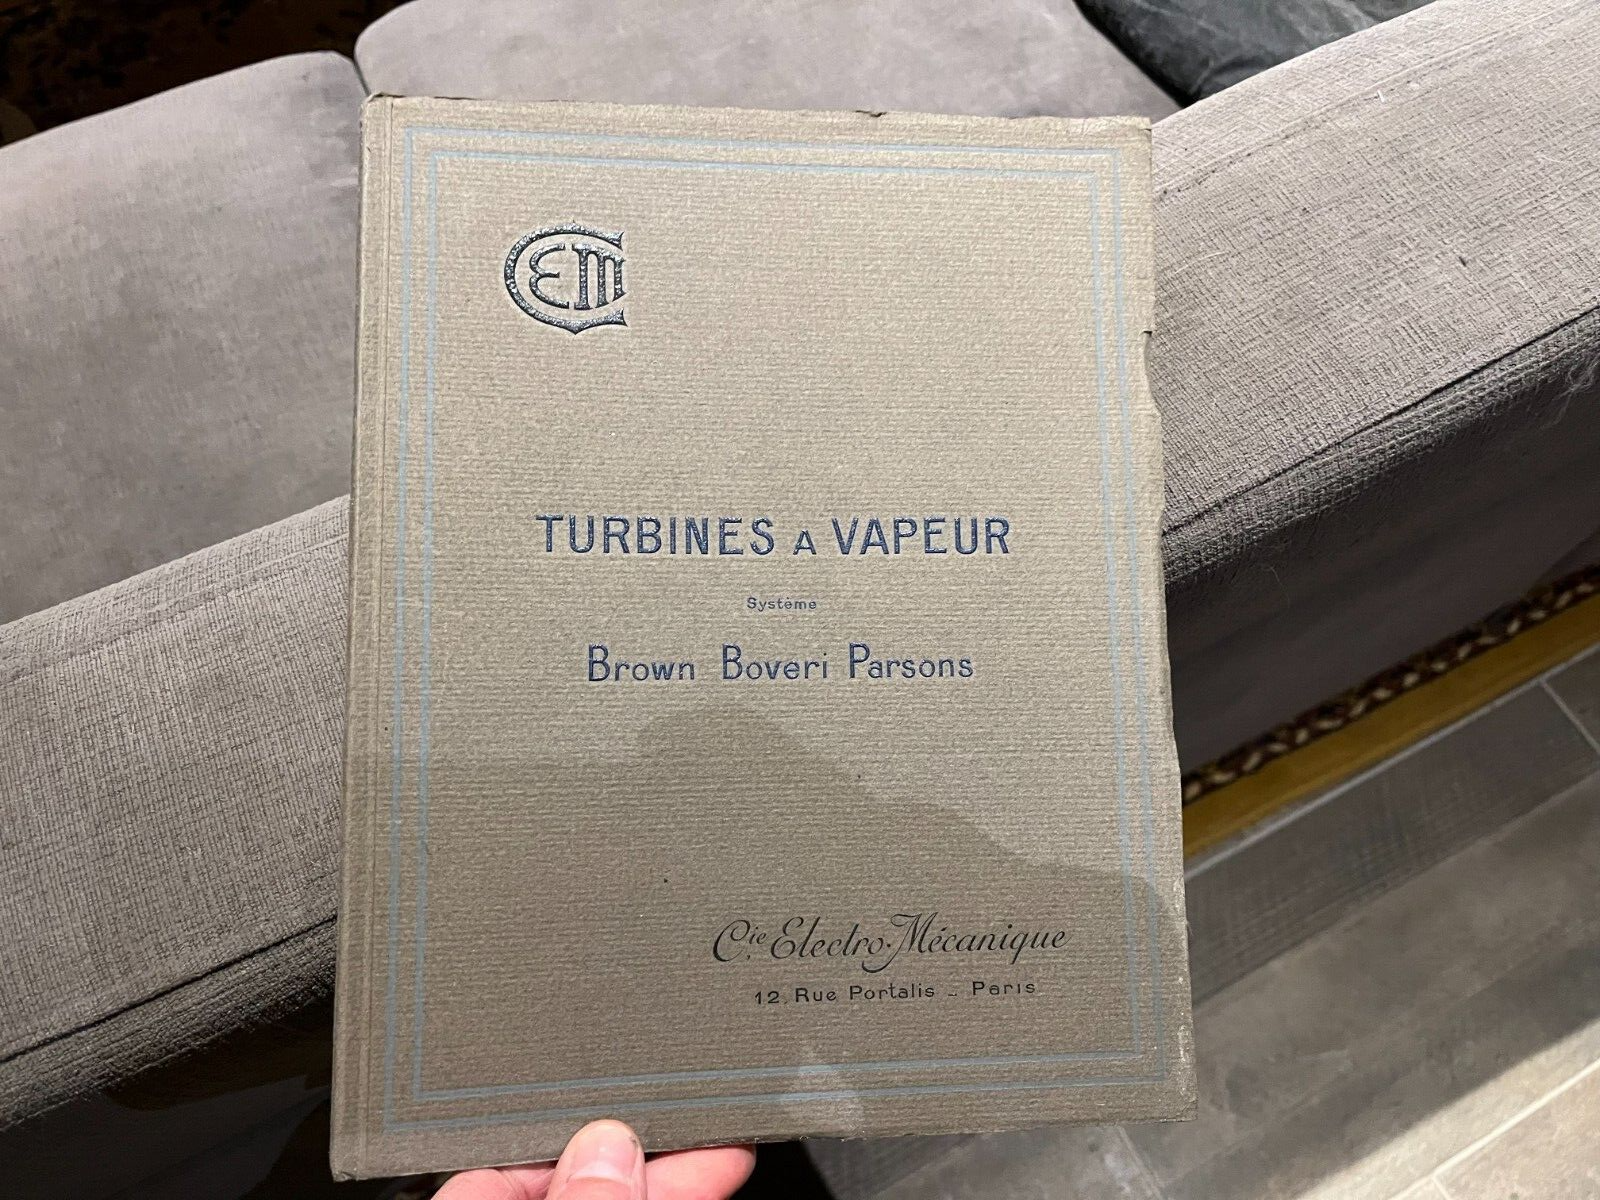 CEM
TURBINES A VAPEUR
Système
Brown Boveri Parsons
Cie Electro-Mécanique
12, Rue Portalis - Paris